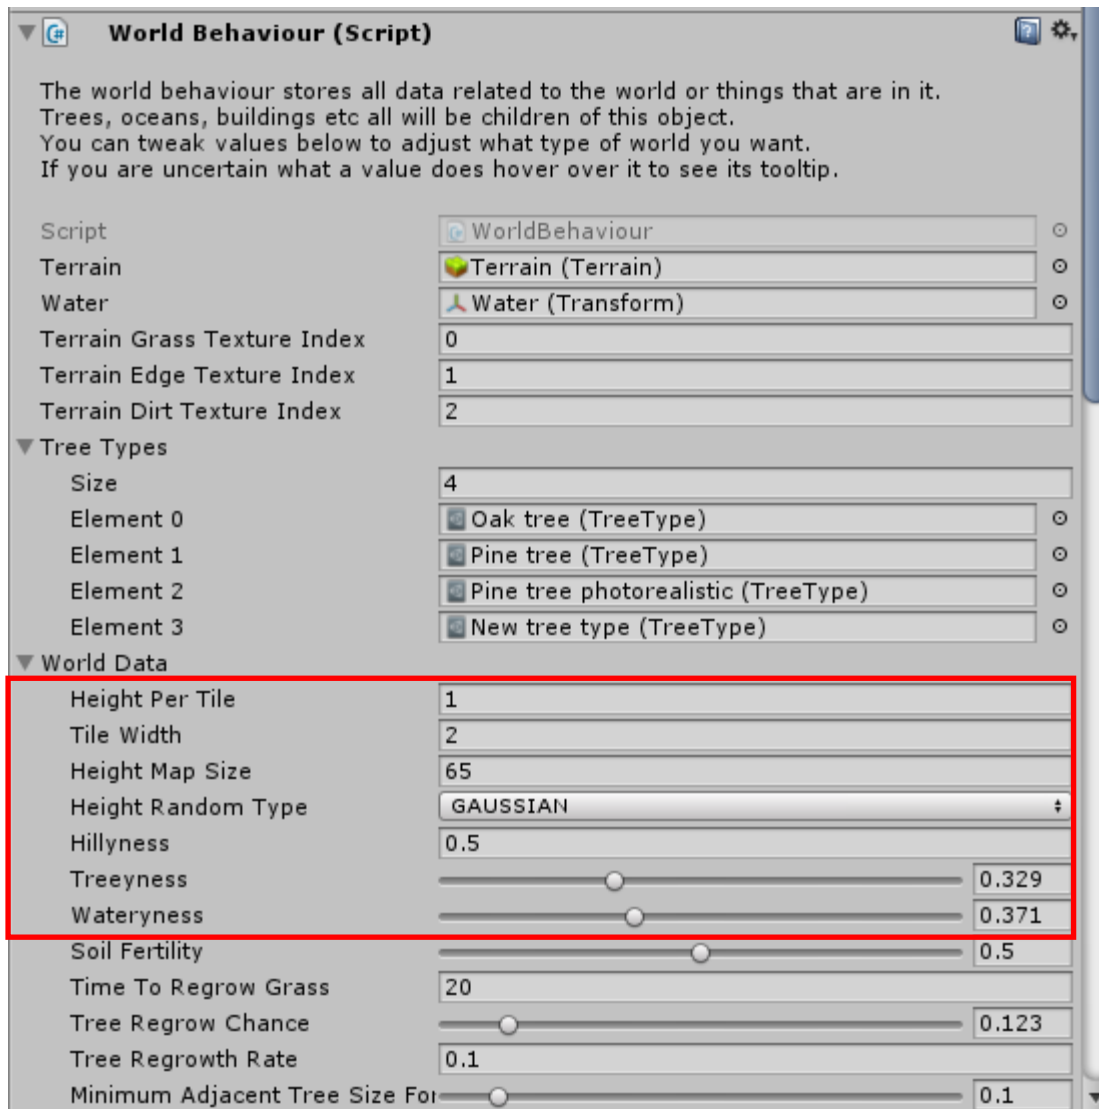 World Behaviour (Script)
The world behaviour stores all data related to the world or things that are in it.
Trees, oceans, buildings etc all will be children of this object.
You can tweak values below to adjust what type of world you want.
If you are uncertain what a value does hover over it to see its tooltip.
Script WorldBehaviour
Terrain Terrain (Terrain)
Water Water (Transform)
Terrain Grass Texture Index 0
Terrain Edge Texture Index 1
Terrain Dirt Texture Index 2
Tree Types
Size 4
Element 0 Oak tree (TreeType)
Element 1 Pine tree (TreeType)
Element 2 Pine tree photorealistic (TreeType)
Element 3 New tree type (TreeType)
World Data
Height Per Tile 1
Tile Width 2
Height Map Size 65
Height Random Type GAUSSIAN
Hillyness 0.5
Treeyness 0.329
Wateryness 0.371
Soil Fertility 0.5
Time To Regrow Grass 20
Tree Regrow Chance 0.123
Tree Regrowth Rate 0.1
Minimum Adjacent Tree Size For 0.1